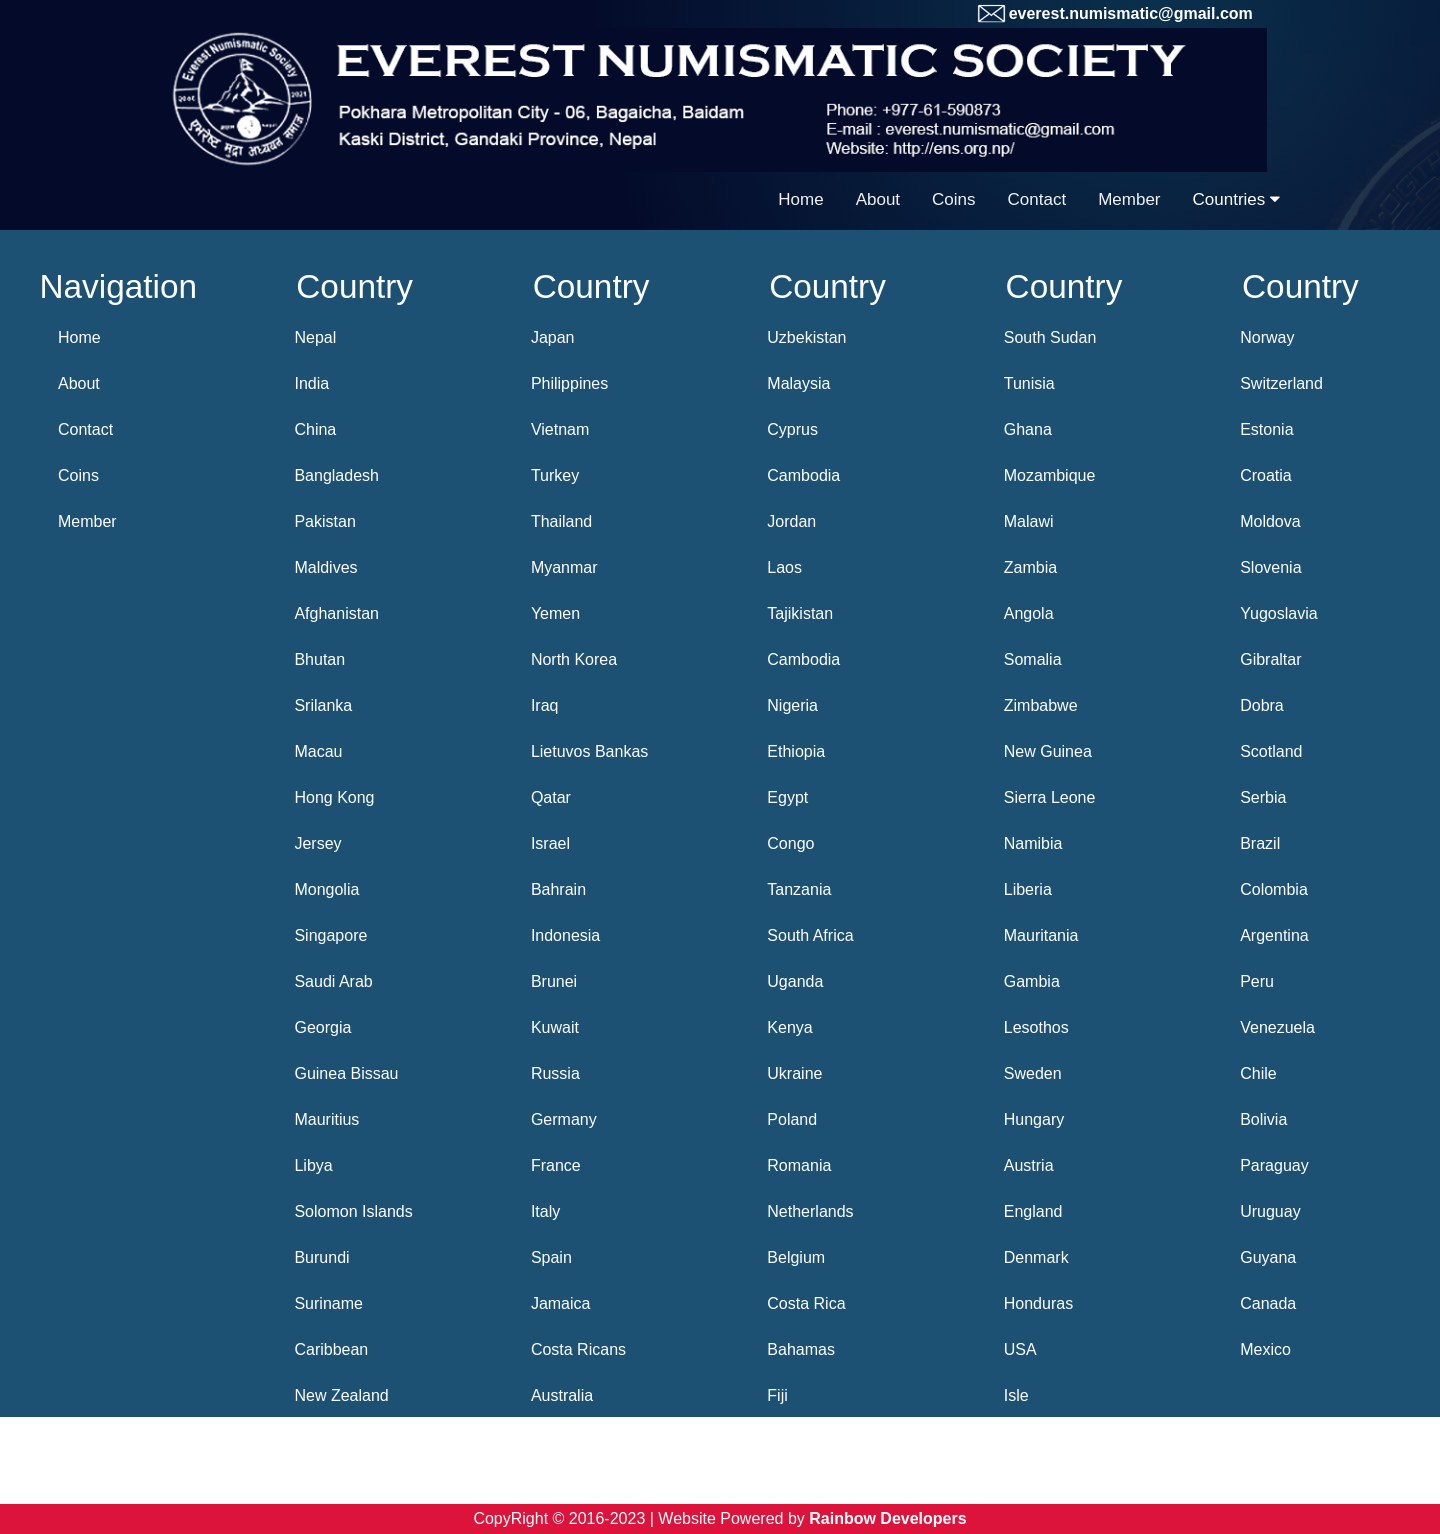 everest.numismatic@gmail.com
Everest Numismatic Society
२०७८
2021
एभरेष्ट मुद्रा अध्ययन समाज
EVEREST NUMISMATIC SOCIETY
Pokhara Metropolitan City - 06, Bagaicha, Baidam
Kaski District, Gandaki Province, Nepal
Phone: +977-61-590873
E-mail : everest.numismatic@gmail.com
Website: http://ens.org.np/
Home About Coins Contact Member Countries
Navigation
Home
About
Contact
Coins
Member
Country
Nepal
India
China
Bangladesh
Pakistan
Maldives
Afghanistan
Bhutan
Srilanka
Macau
Hong Kong
Jersey
Mongolia
Singapore
Saudi Arab
Georgia
Guinea Bissau
Mauritius
Libya
Solomon Islands
Burundi
Suriname
Caribbean
New Zealand
Country
Japan
Philippines
Vietnam
Turkey
Thailand
Myanmar
Yemen
North Korea
Iraq
Lietuvos Bankas
Qatar
Israel
Bahrain
Indonesia
Brunei
Kuwait
Russia
Germany
France
Italy
Spain
Jamaica
Costa Ricans
Australia
Country
Uzbekistan
Malaysia
Cyprus
Cambodia
Jordan
Laos
Tajikistan
Cambodia
Nigeria
Ethiopia
Egypt
Congo
Tanzania
South Africa
Uganda
Kenya
Ukraine
Poland
Romania
Netherlands
Belgium
Costa Rica
Bahamas
Fiji
Country
South Sudan
Tunisia
Ghana
Mozambique
Malawi
Zambia
Angola
Somalia
Zimbabwe
New Guinea
Sierra Leone
Namibia
Liberia
Mauritania
Gambia
Lesothos
Sweden
Hungary
Austria
England
Denmark
Honduras
USA
Isle
Country
Norway
Switzerland
Estonia
Croatia
Moldova
Slovenia
Yugoslavia
Gibraltar
Dobra
Scotland
Serbia
Brazil
Colombia
Argentina
Peru
Venezuela
Chile
Bolivia
Paraguay
Uruguay
Guyana
Canada
Mexico
CopyRight © 2016-2023 | Website Powered by Rainbow Developers